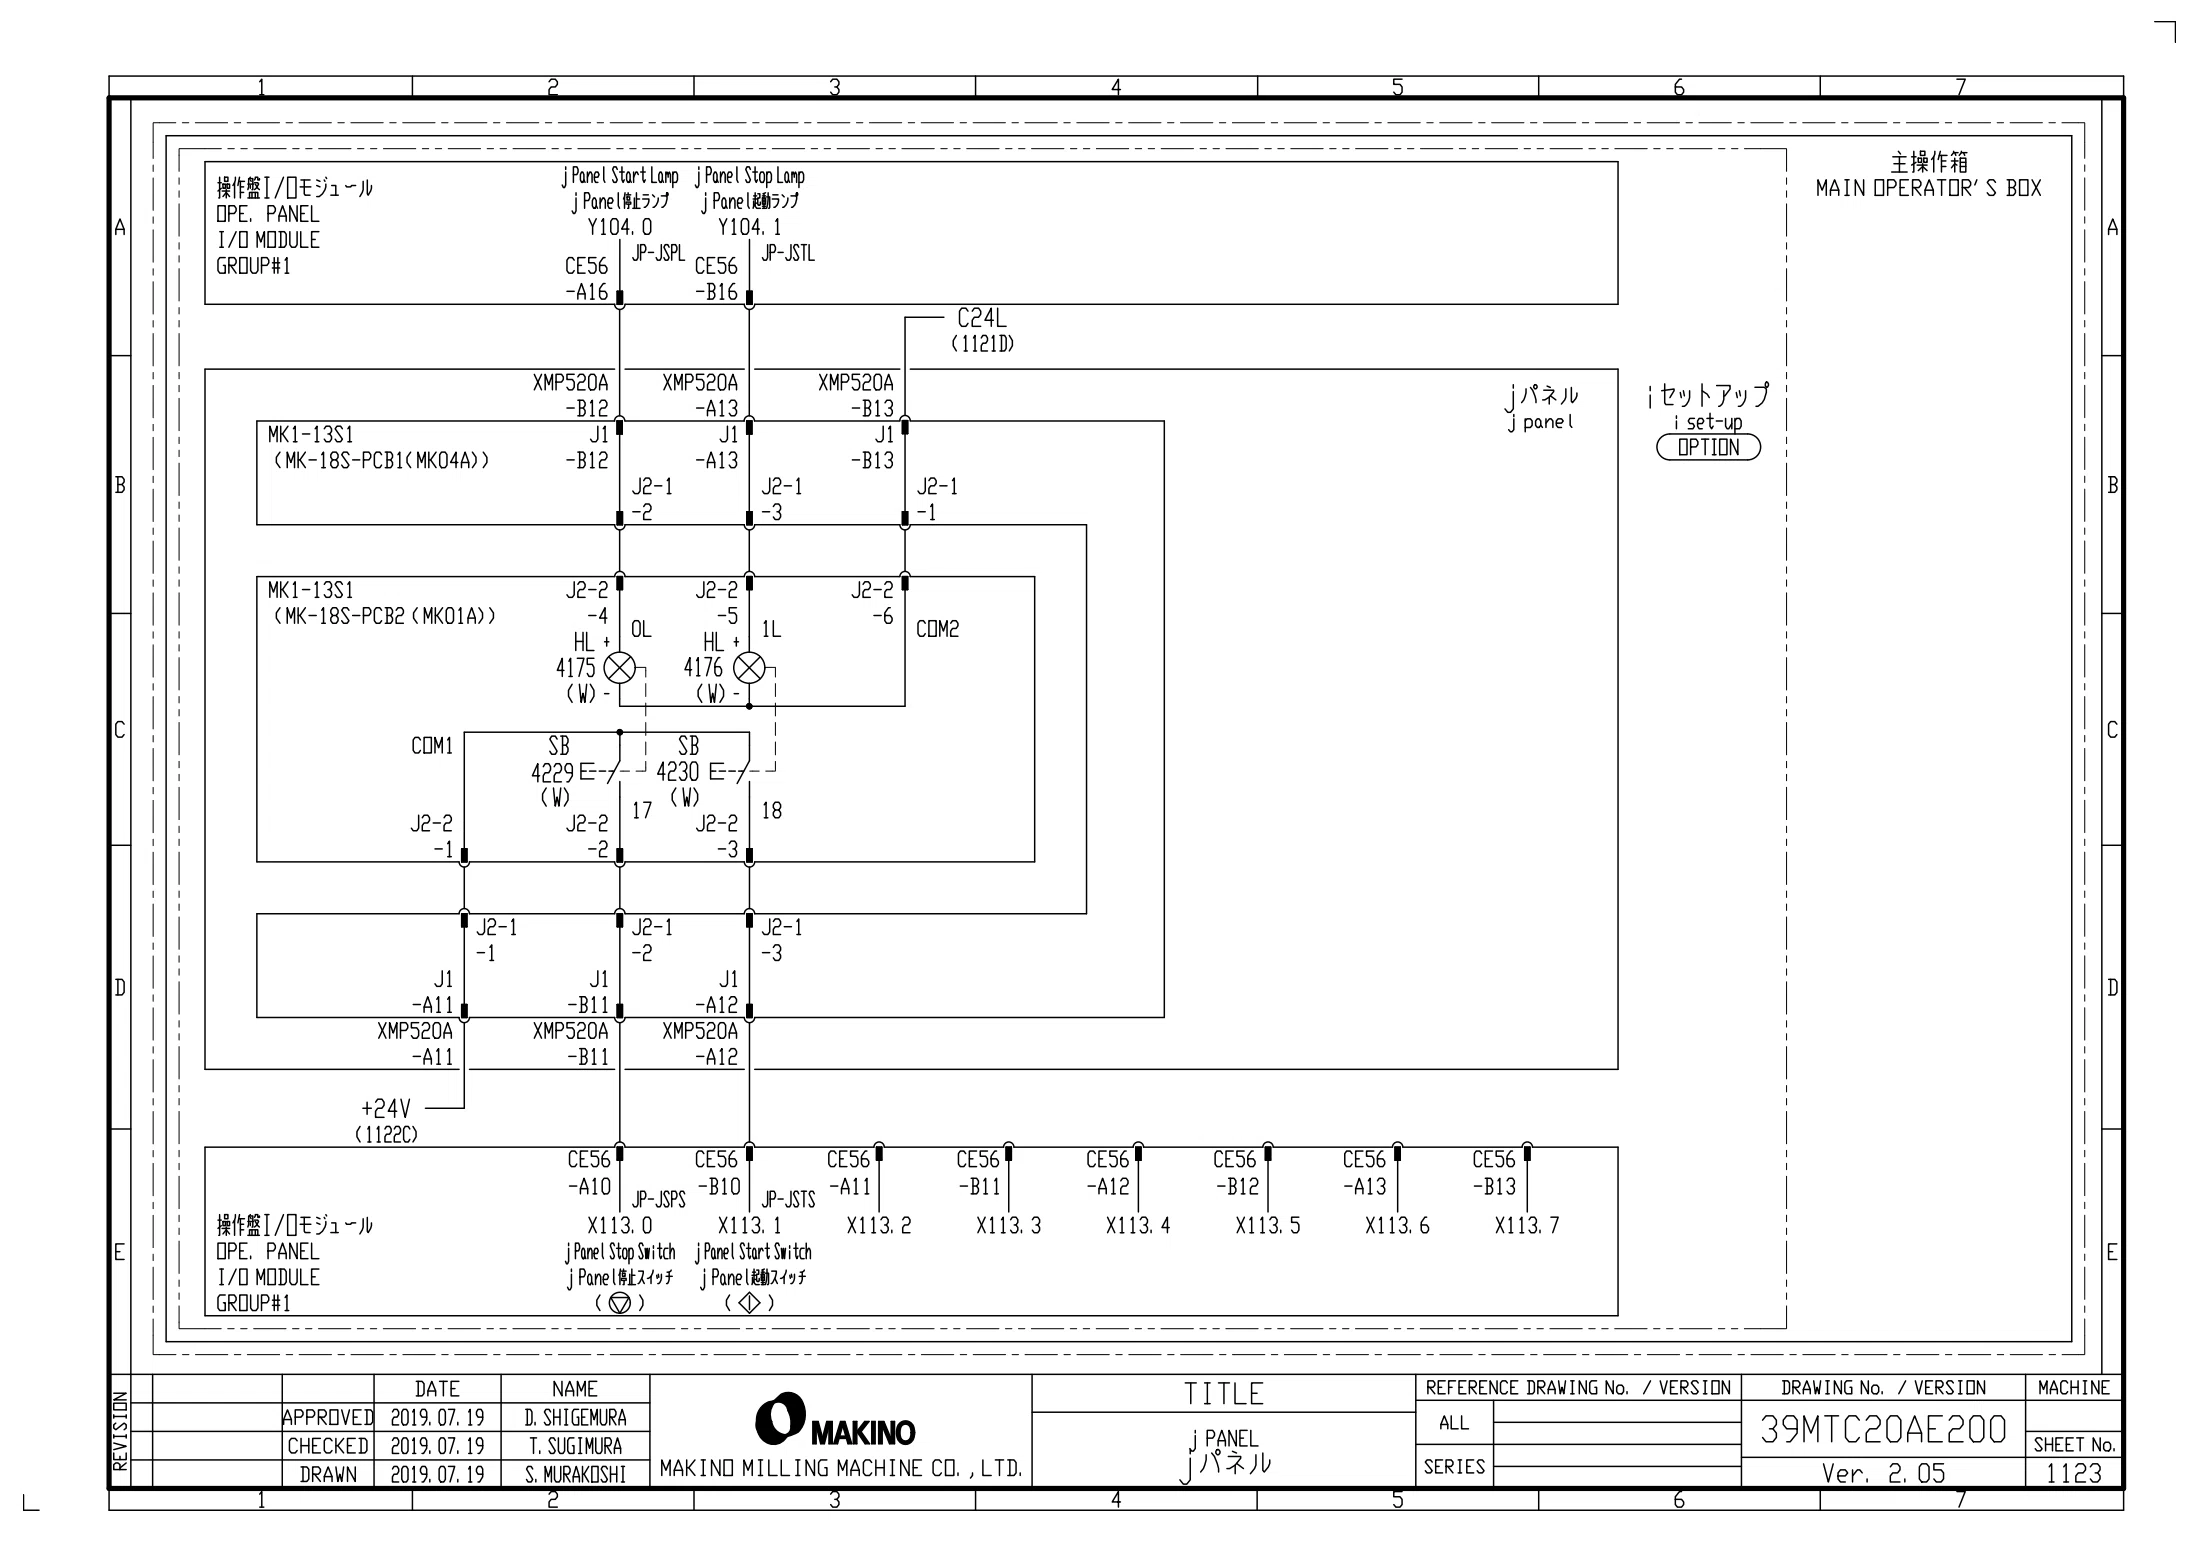 1 2 3 4 5 6 7
A A
B B
C C
D D
E E
主操作箱
MAIN OPERATOR'S BOX
操作盤I/Oモジュール
OPE. PANEL
I/O MODULE
GROUP#1
j Panel Start Lamp
j Panel停止ランプ
Y104.0
JP-JSPL
CE56
-A16
j Panel Stop Lamp
j Panel起動ランプ
Y104.1
JP-JSTL
CE56
-B16
C24L
(1121D)
jパネル
j panel
iセットアップ
i set-up
OPTION
XMP520A
-B12
XMP520A
-A13
XMP520A
-B13
MK1-13S1
(MK-18S-PCB1(MK04A))
J1
-B12
J1
-A13
J1
-B13
J2-1
-2
J2-1
-3
J2-1
-1
MK1-13S1
(MK-18S-PCB2(MK01A))
J2-2
-4
J2-2
-5
J2-2
-6
HL +
4175
(W) -
0L
HL +
4176
(W) -
1L
COM2
COM1
SB
4229
(W)
17
SB
4230
(W)
18
J2-2
-1
J2-2
-2
J2-2
-3
J2-1
-1
J2-1
-2
J2-1
-3
J1
-A11
J1
-B11
J1
-A12
XMP520A
-A11
XMP520A
-B11
XMP520A
-A12
+24V
(1122C)
操作盤I/Oモジュール
OPE. PANEL
I/O MODULE
GROUP#1
CE56
-A10
JP-JSPS
X113.0
j Panel Stop Switch
j Panel停止スイッチ
( )
CE56
-B10
JP-JSTS
X113.1
j Panel Start Switch
j Panel起動スイッチ
( )
CE56
-A11
X113.2
CE56
-B11
X113.3
CE56
-A12
X113.4
CE56
-B12
X113.5
CE56
-A13
X113.6
CE56
-B13
X113.7
REVISION
DATE NAME
APPROVED 2019.07.19 D. SHIGEMURA
CHECKED 2019.07.19 T. SUGIMURA
DRAWN 2019.07.19 S. MURAKOSHI
MAKINO
MAKINO MILLING MACHINE CO.,LTD.
TITLE
j PANEL
jパネル
REFERENCE DRAWING No. / VERSION
ALL
SERIES
DRAWING No. / VERSION
39MTC20AE200
Ver. 2.05
MACHINE
SHEET No.
1123
1 2 3 4 5 6 7